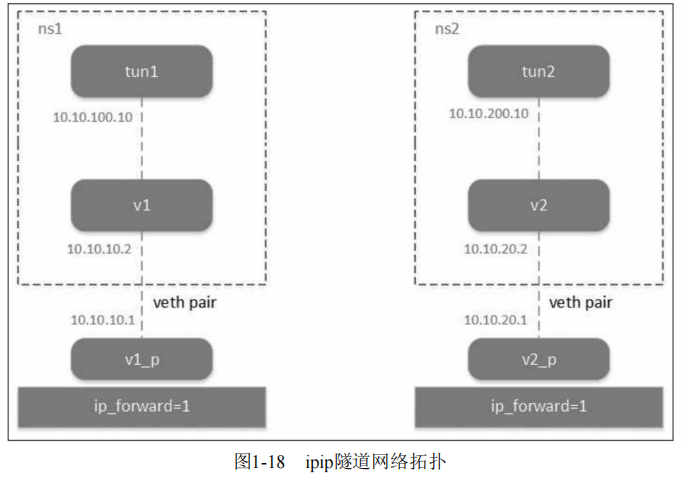 ns1
tun1
10.10.100.10
v1
10.10.10.2
veth pair
10.10.10.1
v1_p
ip_forward=1
ns2
tun2
10.10.200.10
v2
10.10.20.2
veth pair
10.10.20.1
v2_p
ip_forward=1
图1-18 ipip隧道网络拓扑